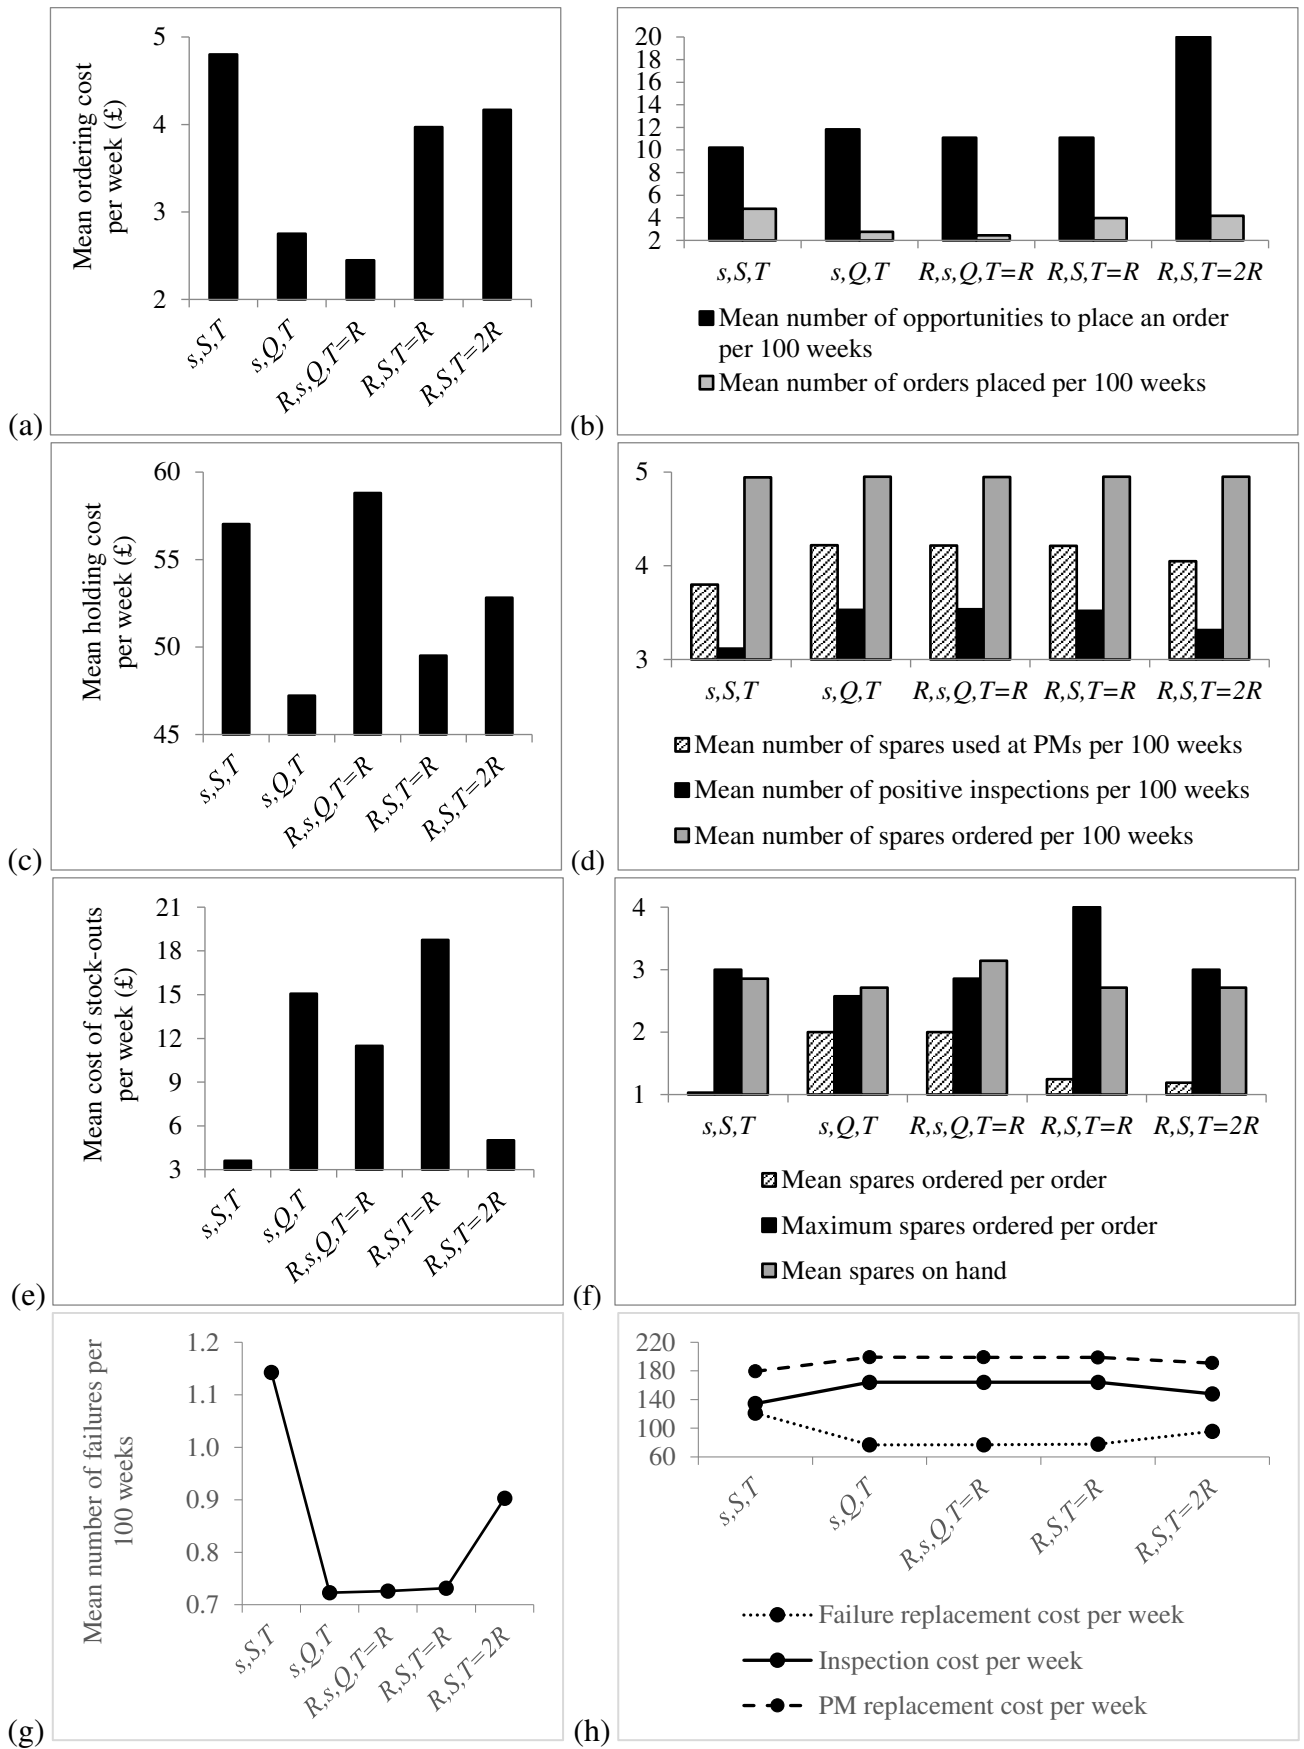 Mean ordering cost
per week (£)
5
4
3
2
s,S,T
s,Q,T
R,s,Q,T=R
R,S,T=R
R,S,T=2R
(a)
20
18
16
14
12
10
8
6
4
2
s,S,T s,Q,T R,s,Q,T=R R,S,T=R R,S,T=2R
Mean number of opportunities to place an order
per 100 weeks
Mean number of orders placed per 100 weeks
(b)
Mean holding cost
per week (£)
60
55
50
45
s,S,T
s,Q,T
R,s,Q,T=R
R,S,T=R
R,S,T=2R
(c)
5
4
3
s,S,T s,Q,T R,s,Q,T=R R,S,T=R R,S,T=2R
Mean number of spares used at PMs per 100 weeks
Mean number of positive inspections per 100 weeks
Mean number of spares ordered per 100 weeks
(d)
Mean cost of stock-outs
per week (£)
21
18
15
12
9
6
3
s,S,T
s,Q,T
R,s,Q,T=R
R,S,T=R
R,S,T=2R
(e)
4
3
2
1
s,S,T s,Q,T R,s,Q,T=R R,S,T=R R,S,T=2R
Mean spares ordered per order
Maximum spares ordered per order
Mean spares on hand
(f)
Mean number of failures per
100 weeks
1.2
1.1
1.0
0.9
0.8
0.7
s,S,T
s,Q,T
R,s,Q,T=R
R,S,T=R
R,S,T=2R
(g)
220
180
140
100
60
s,S,T
s,Q,T
R,s,Q,T=R
R,S,T=R
R,S,T=2R
Failure replacement cost per week
Inspection cost per week
PM replacement cost per week
(h)